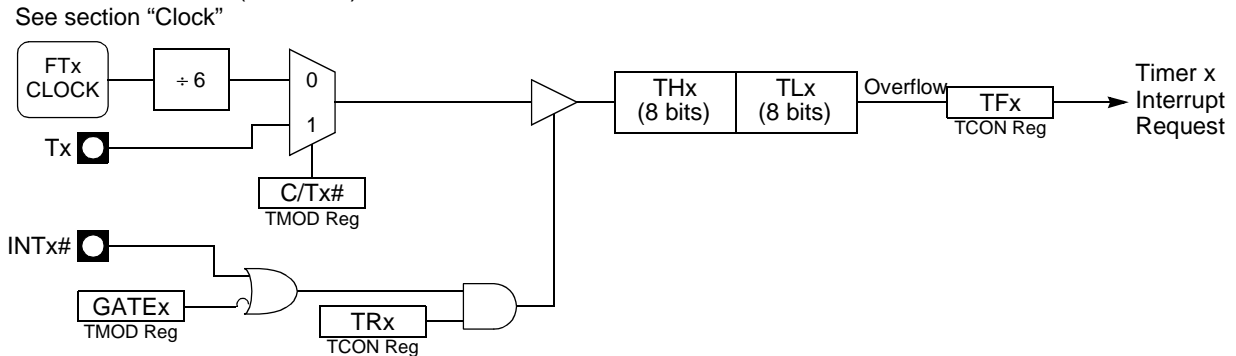 See section “Clock”
FTx
CLOCK
÷ 6
0
1
Tx
C/Tx#
TMOD Reg
THx
(8 bits)
TLx
(8 bits)
Overflow
TFx
TCON Reg
Timer x
Interrupt
Request
INTx#
GATEx
TMOD Reg
TRx
TCON Reg